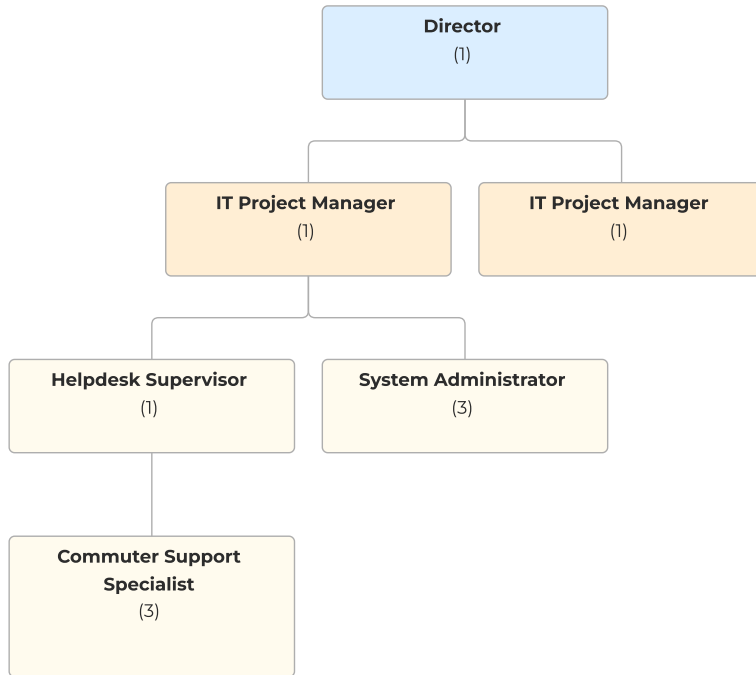 Director
(1)
IT Project Manager
(1)
IT Project Manager
(1)
Helpdesk Supervisor
(1)
System Administrator
(3)
Commuter Support
Specialist
(3)